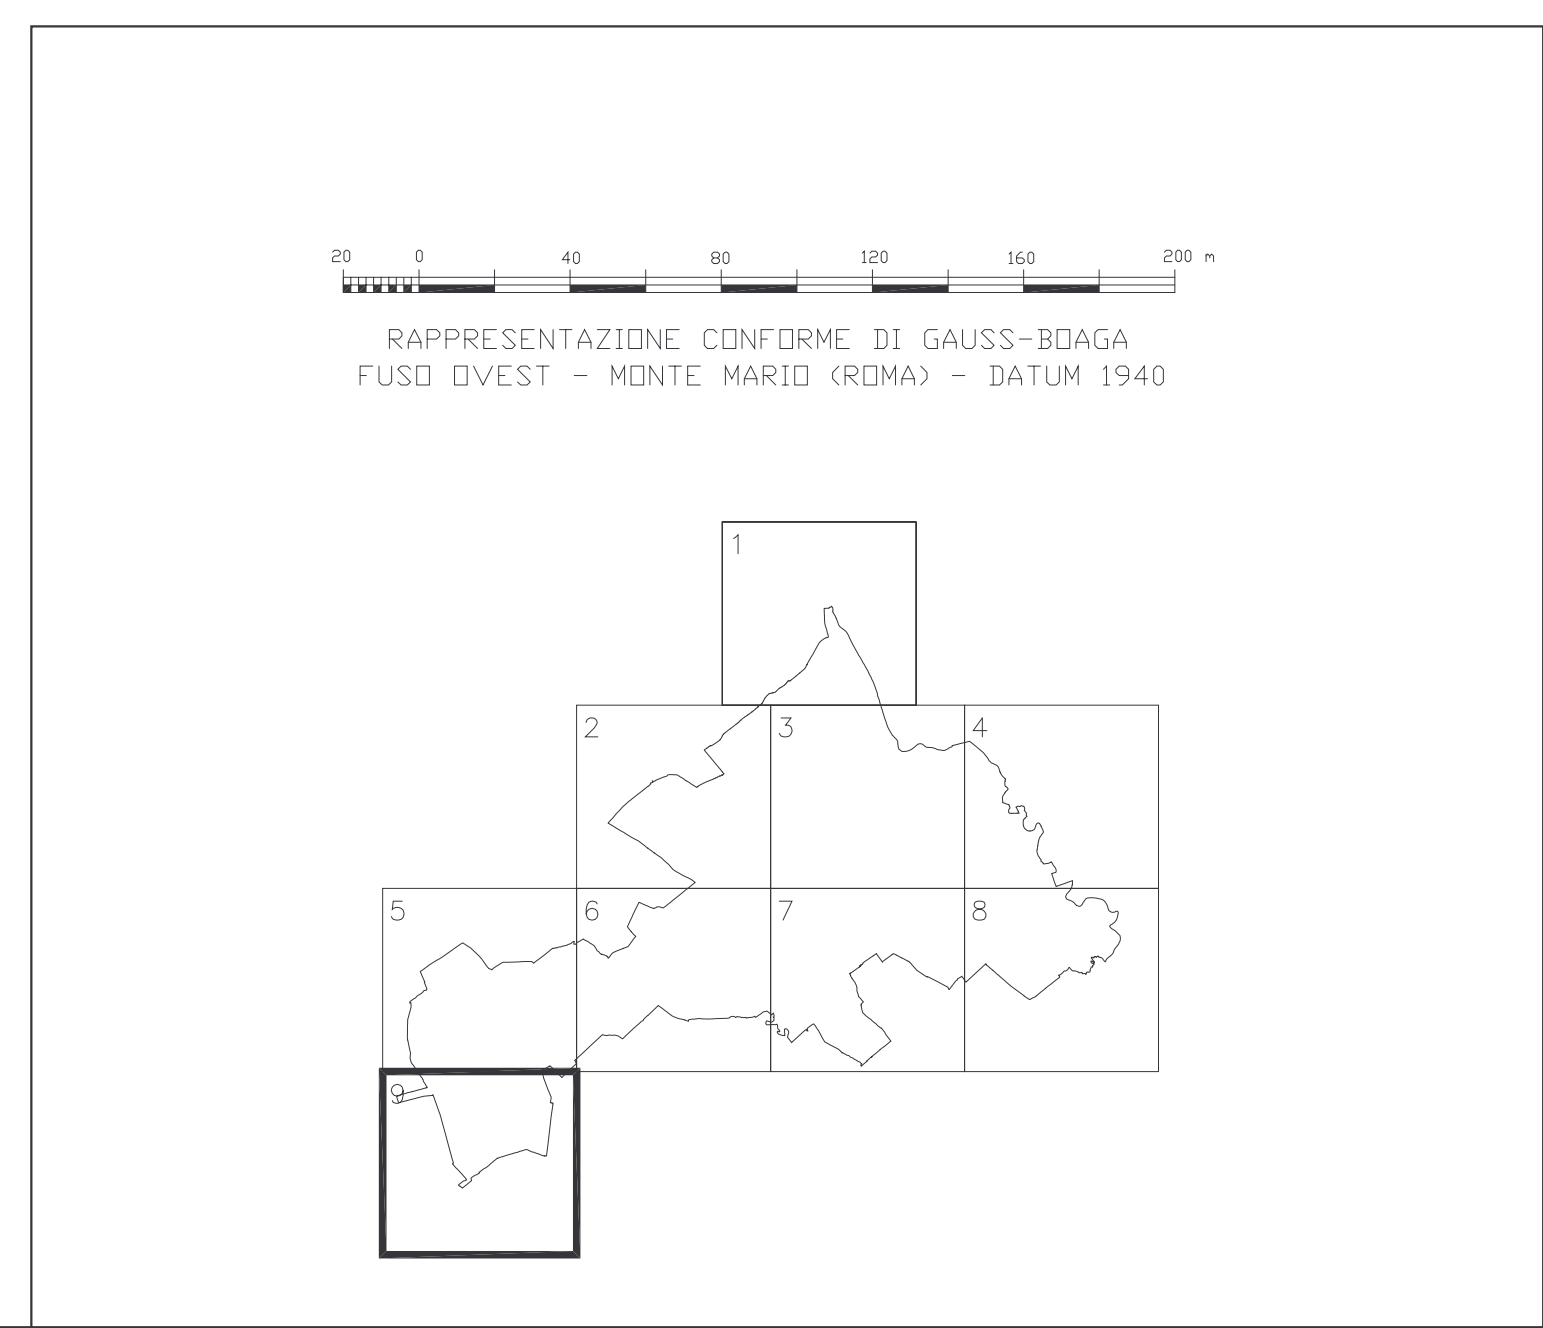 20 0 40 80 120 160 200 m
RAPPRESENTAZIONE CONFORME DI GAUSS-BOAGA
FUSO OVEST - MONTE MARIO (ROMA) - DATUM 1940
1
2 3 4
5 6 7 8
9